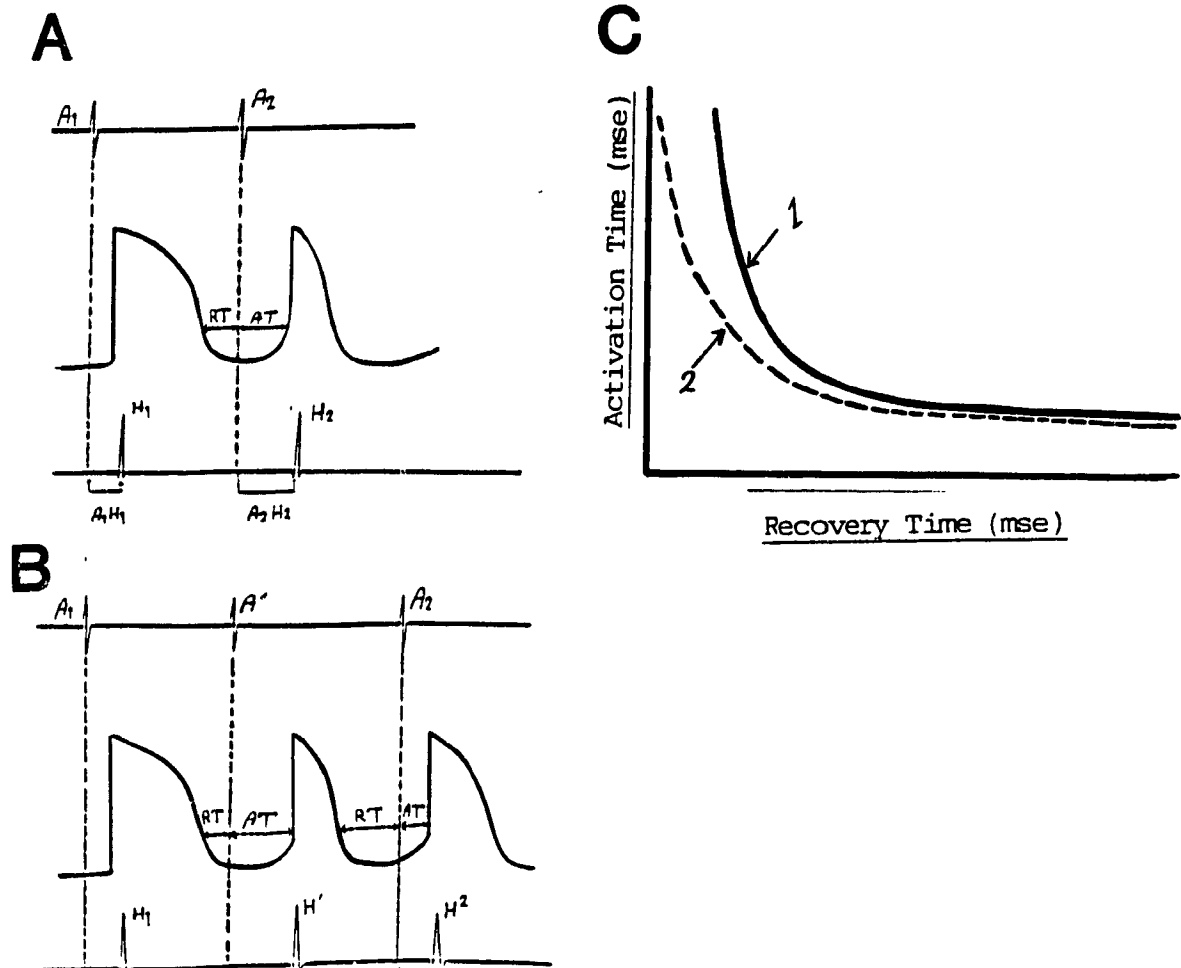 A
A1 A2
RT AT
H1 H2
A1H1 A2H2
B
A1 A' A2
RT AT RT AT
H1 H' H2
C
Activation Time (mse)
1
2
Recovery Time (mse)